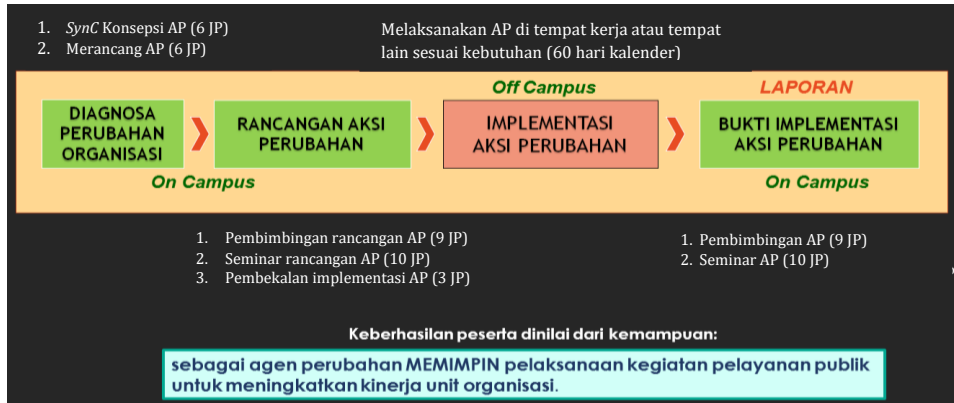 1. SynC Konsepsi AP (6 JP)
2. Merancang AP (6 JP)
Melaksanakan AP di tempat kerja atau tempat
lain sesuai kebutuhan (60 hari kalender)
Off Campus
LAPORAN
DIAGNOSA
PERUBAHAN
ORGANISASI
RANCANGAN AKSI
PERUBAHAN
IMPLEMENTASI
AKSI PERUBAHAN
BUKTI IMPLEMENTASI
AKSI PERUBAHAN
On Campus
On Campus
1. Pembimbingan rancangan AP (9 JP)
2. Seminar rancangan AP (10 JP)
3. Pembekalan implementasi AP (3 JP)
1. Pembimbingan AP (9 JP)
2. Seminar AP (10 JP)
Keberhasilan peserta dinilai dari kemampuan:
sebagai agen perubahan MEMIMPIN pelaksanaan kegiatan pelayanan publik
untuk meningkatkan kinerja unit organisasi.